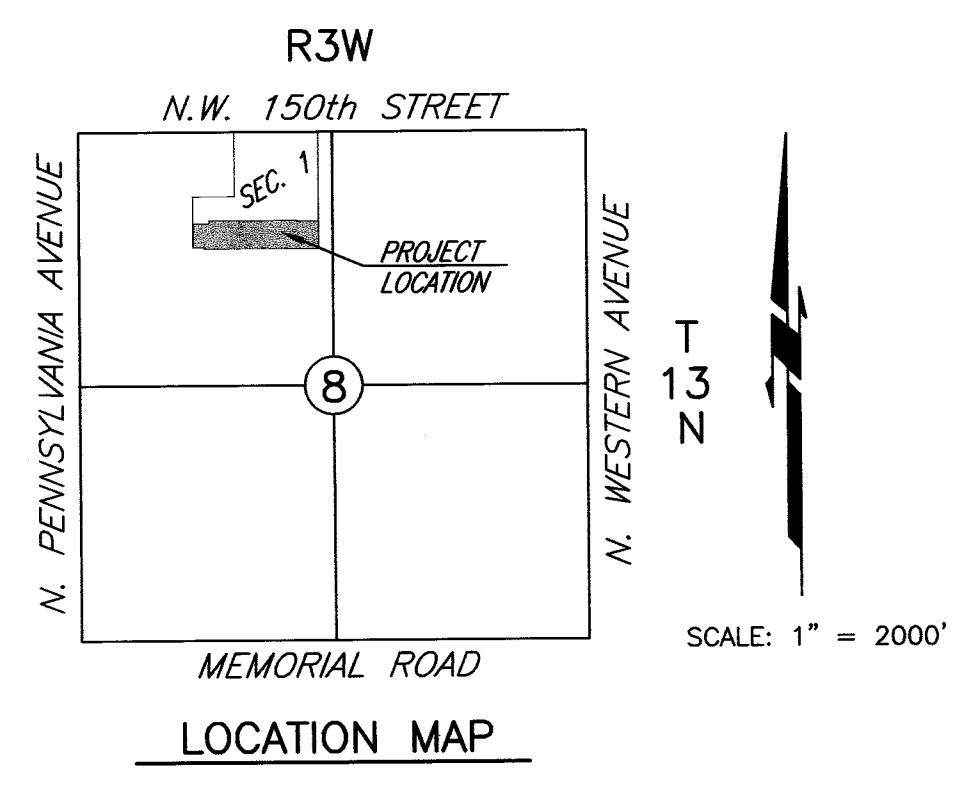 R3W
N.W. 150th STREET
N. PENNSYLVANIA AVENUE
SEC. 1
PROJECT
LOCATION
N. WESTERN AVENUE
T
13
N
8
SCALE: 1" = 2000'
MEMORIAL ROAD
LOCATION MAP